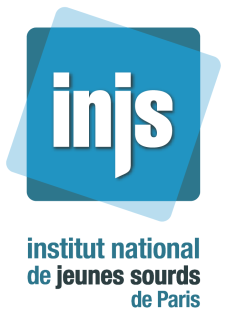 injs
institut national
de jeunes sourds
de Paris